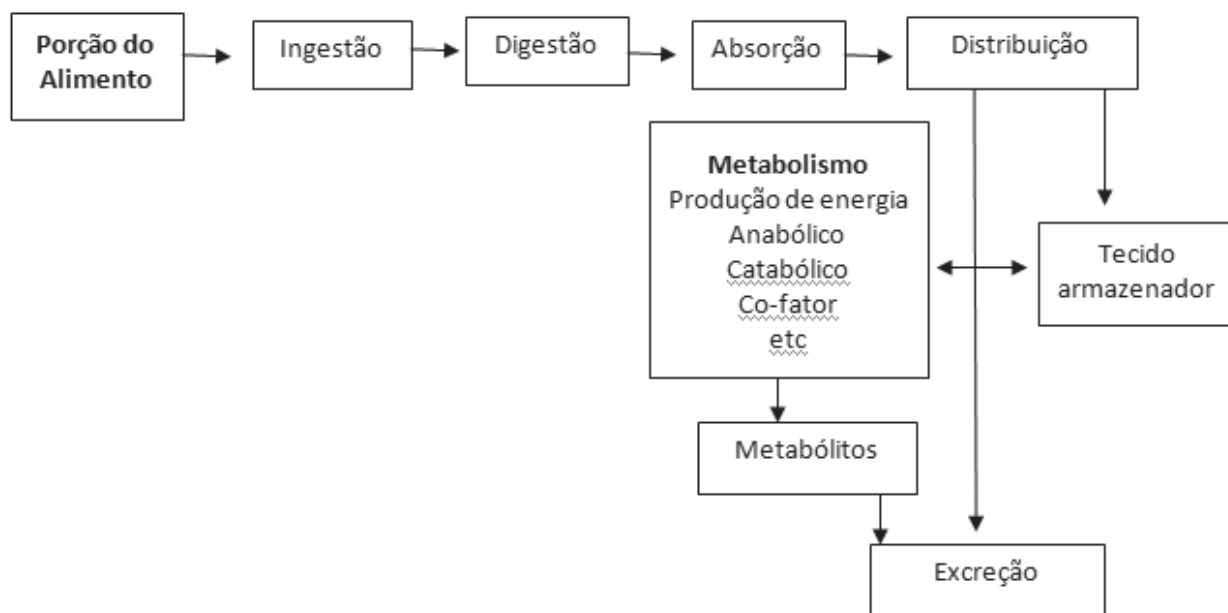 Porção do
Alimento
Ingestão
Digestão
Absorção
Distribuição
Metabolismo
Produção de energia
Anabólico
Catabólico
Co-fator
etc
Tecido
armazenador
Metabólitos
Excreção